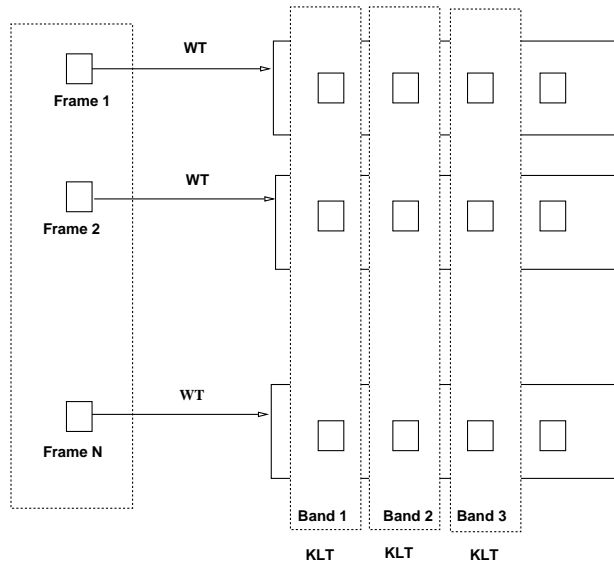 WT
Frame 1
WT
Frame 2
WT
Frame N
Band 1 Band 2 Band 3
KLT KLT KLT